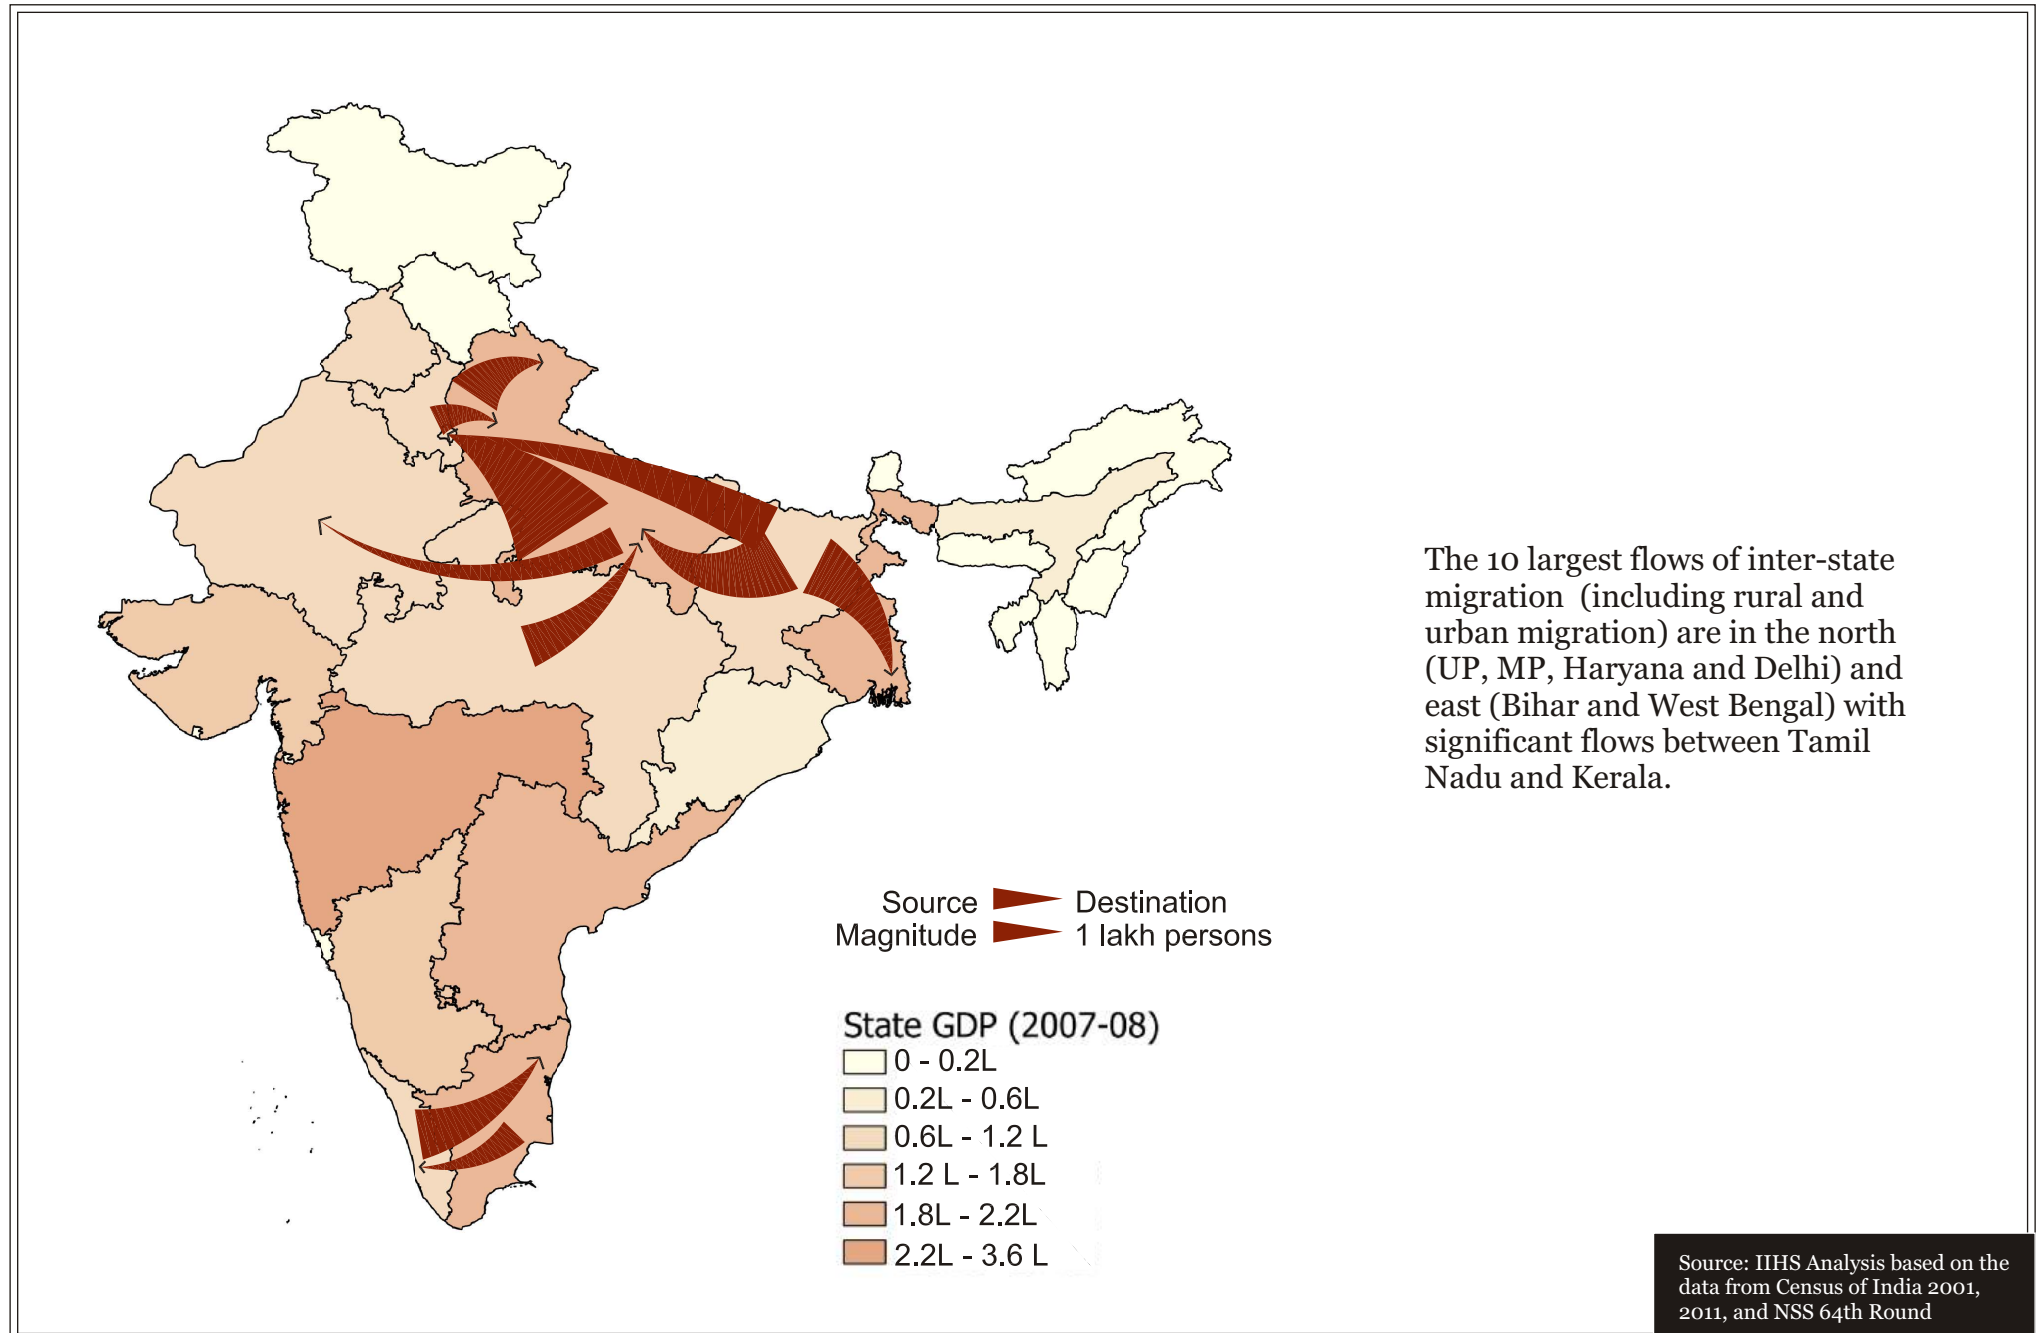 The 10 largest flows of inter-state
migration (including rural and
urban migration) are in the north
(UP, MP, Haryana and Delhi) and
east (Bihar and West Bengal) with
significant flows between Tamil
Nadu and Kerala.
Source Destination
Magnitude 1 lakh persons
State GDP (2007-08)
0 - 0.2L
0.2L - 0.6L
0.6L - 1.2 L
1.2 L - 1.8L
1.8L - 2.2L
2.2L - 3.6 L
Source: IIHS Analysis based on the
data from Census of India 2001,
2011, and NSS 64th Round